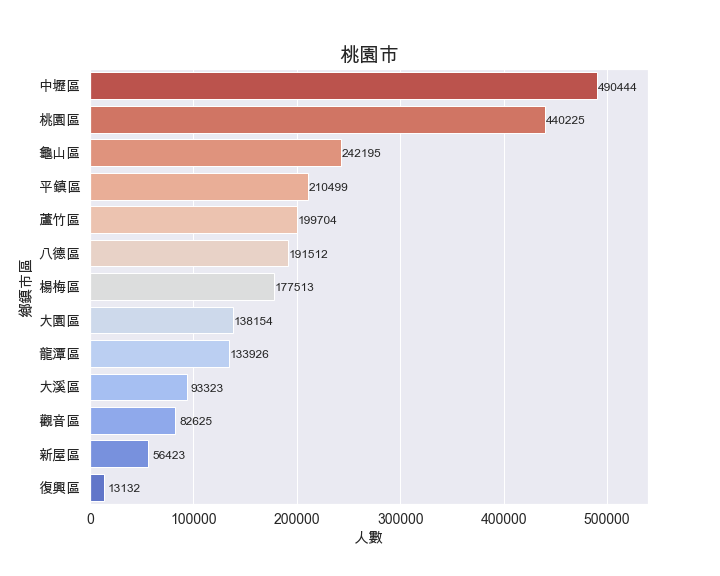 桃園市
鄉鎮市區
中壢區 490444
桃園區 440225
龜山區 242195
平鎮區 210499
蘆竹區 199704
八德區 191512
楊梅區 177513
大園區 138154
龍潭區 133926
大溪區 93323
觀音區 82625
新屋區 56423
復興區 13132
0 100000 200000 300000 400000 500000
人數